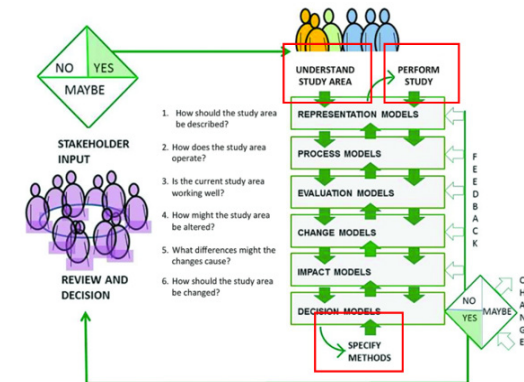 NO YES
MAYBE
STAKEHOLDER
INPUT
REVIEW AND
DECISION
1. How should the study area
be described?
2. How does the study area
operate?
3. Is the current study area
working well?
4. How might the study area
be altered?
5. What differences might the
changes cause?
6. How should the study area
be changed?
UNDERSTAND
STUDY AREA
PERFORM
STUDY
REPRESENTATION MODELS
PROCESS MODELS
EVALUATION MODELS
CHANGE MODELS
IMPACT MODELS
DECISION MODELS
SPECIFY
METHODS
FEEDBACK
NO
YES
MAYBE
CHANGE